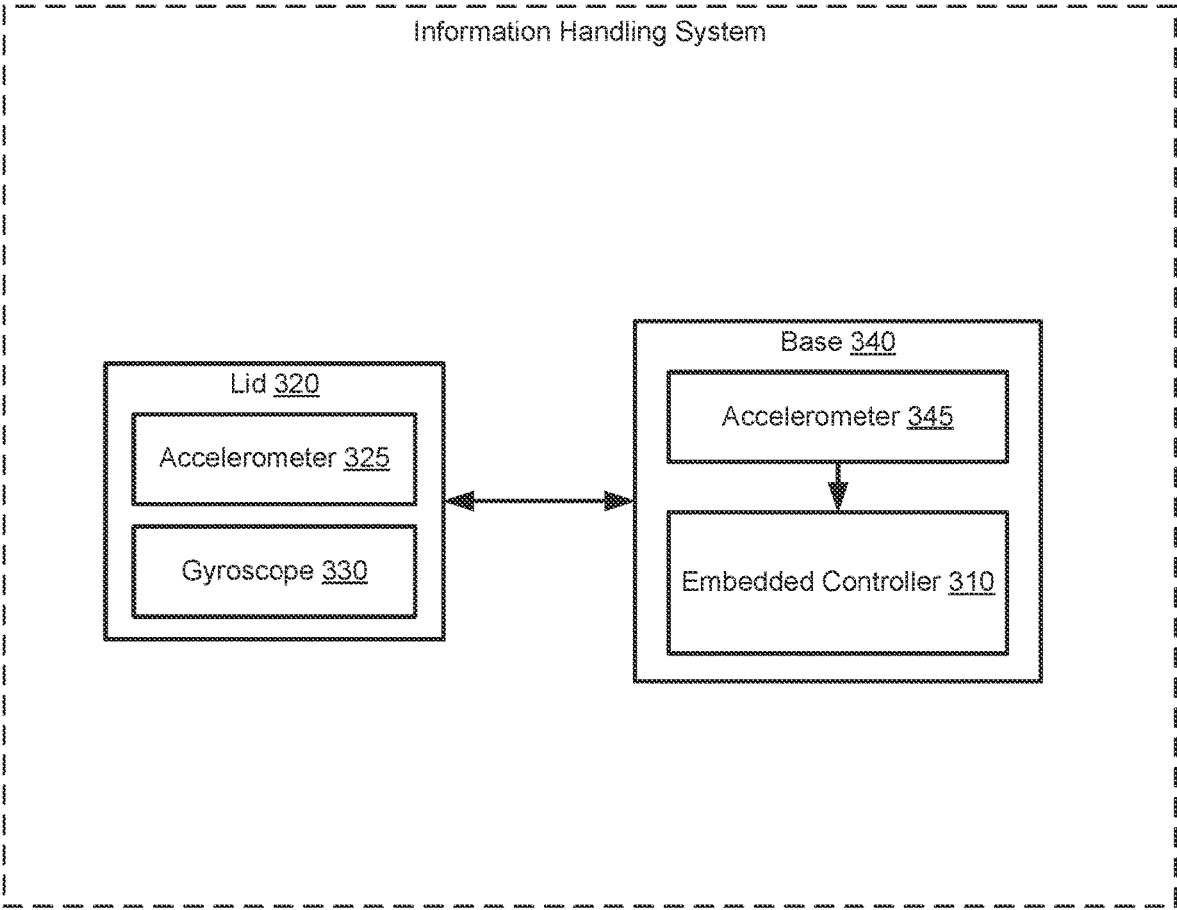 Information Handling System
Base 340
Lid 320
Accelerometer 345
Accelerometer 325
Gyroscope 330
Embedded Controller 310